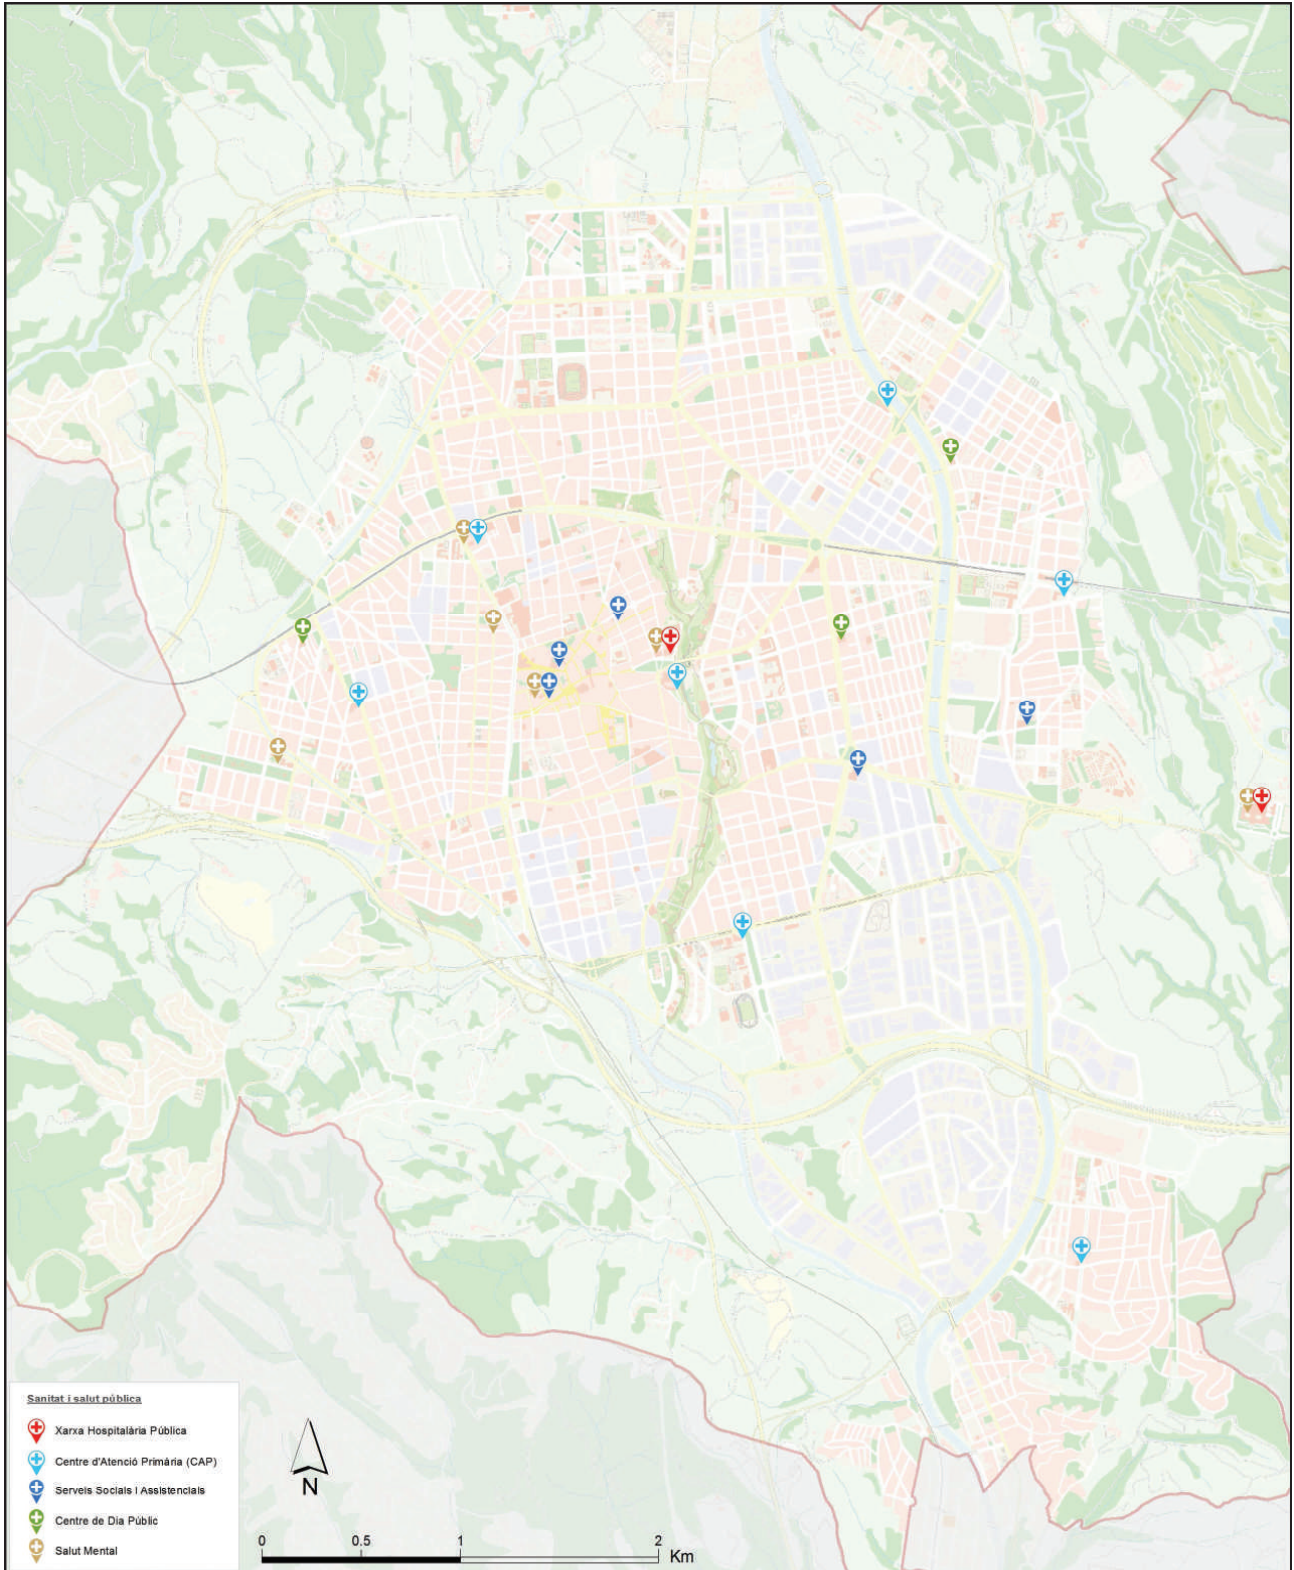 Sanitat i salut pública
Xarxa Hospitalària Pública
Centre d'Atenció Primària (CAP)
Serveis Socials i Assistencials
Centre de Dia Públic
Salut Mental
N
0 0.5 1 2
Km